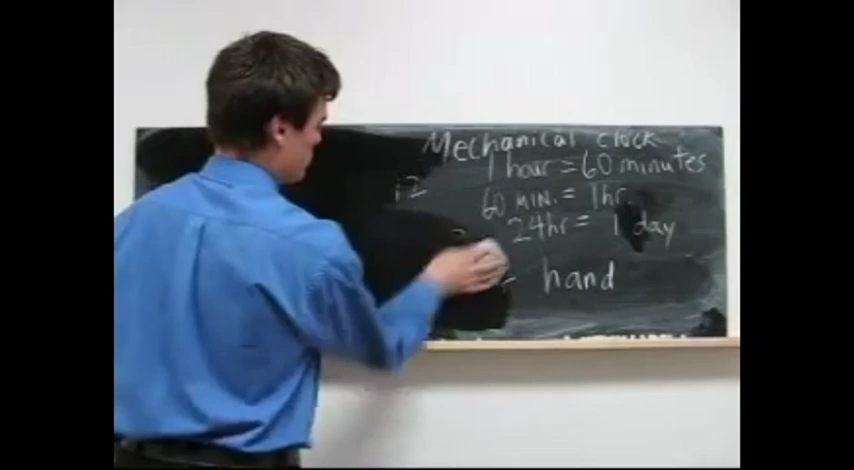 Mechanical clock
1 hour = 60 minutes
12
60 MIN. = 1hr.
24hr = 1 day
hand